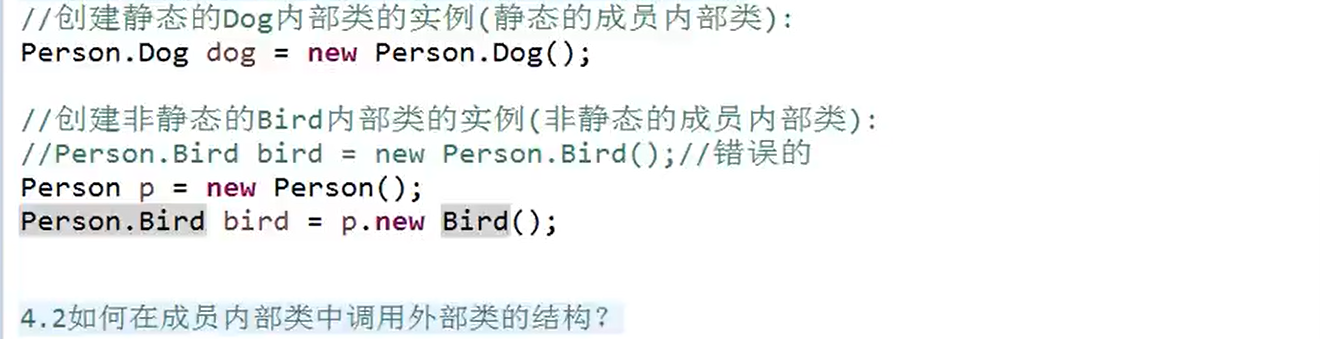 //创建静态的Dog内部类的实例(静态的成员内部类):
Person.Dog dog = new Person.Dog();
//创建非静态的Bird内部类的实例(非静态的成员内部类):
//Person.Bird bird = new Person.Bird();//错误的
Person p = new Person();
Person.Bird bird = p.new Bird();
4.2如何在成员内部类中调用外部类的结构?